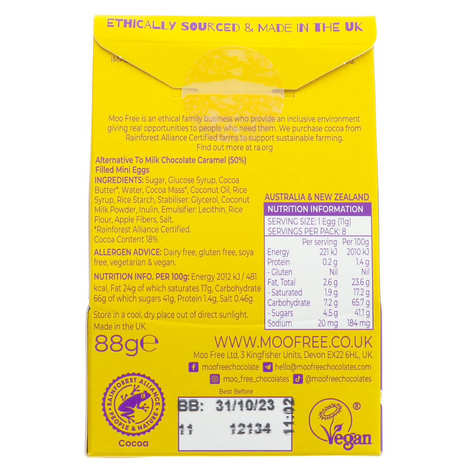 ETHICALLY SOURCED & MADE IN THE UK
Moo Free is an ethical family business who provide an inclusive environment
giving real opportunities to people who need them. We purchase cocoa from
Rainforest Alliance Certified farms to support sustainable farming.
Find out more at ra.org
Alternative To Milk Chocolate Caramel (50%)
Filled Mini Eggs
INGREDIENTS: Sugar, Glucose Syrup, Cocoa
Butter*, Water, Cocoa Mass*, Coconut Oil, Rice
Syrup, Rice Starch, Stabiliser: Glycerol, Coconut
Milk Powder, Inulin, Emulsifier: Lecithin, Rice
Flour, Apple Fibers, Salt.
*Rainforest Alliance Certified.
Cocoa Content 18%
ALLERGEN ADVICE: Dairy free, gluten free, soy
free, vegetarian & vegan.
NUTRITION INFO. PER 100g: Energy 2012 kJ / 481
kcal, Fat 24g of which saturates 17g, Carbohydrate
66g of which sugars 41g, Protein 1.4g, Salt 0.46g.
Store in a cool, dry place out of direct sunlight.
Made in the UK
88g℮
AUSTRALIA & NEW ZEALAND
NUTRITION INFORMATION
SERVING SIZE: 1 Egg (11g)
SERVINGS PER PACK: 8
Per serving Per 100g
Energy 221 kJ 2010 kJ
Protein 0.2 g 1.4 g
- Gluten Nil Nil
Fat, Total 2.6 g 23.6 g
- Saturated 1.9 g 17.2 g
Carbohydrate 7.2 g 65.7 g
- Sugars 4.5 g 41.1 g
Sodium 20 mg 184 mg
WWW.MOOFREE.CO.UK
Moo Free Ltd, 3 Kingfisher Units, Devon EX22 6HL, UK
moofreechocolate moofreechocolates.com
moo_free_chocolates @moofreechocolates
Best Before
BB: 31/10/23 11:02
11 12134
RAINFOREST ALLIANCE
PEOPLE & NATURE
Cocoa
Vegan
®